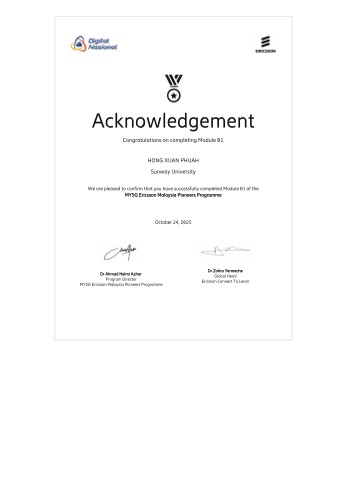 Digital
Nasional
ERICSSON
Acknowledgement
Congratulations on completing Module 01
HONG XUAN PHUAH
Sunway University
We are pleased to confirm that you have successfully completed Module 01 of the
MY5G Ericsson Malaysia Pioneers Programme
October 24, 2025
Dr Ahmad Helmi Azhar
Program Director
MY5G Ericsson Malaysia Pioneers Programme
Dr Zohra Yermeche
Global Head
Ericsson Connect To Learn